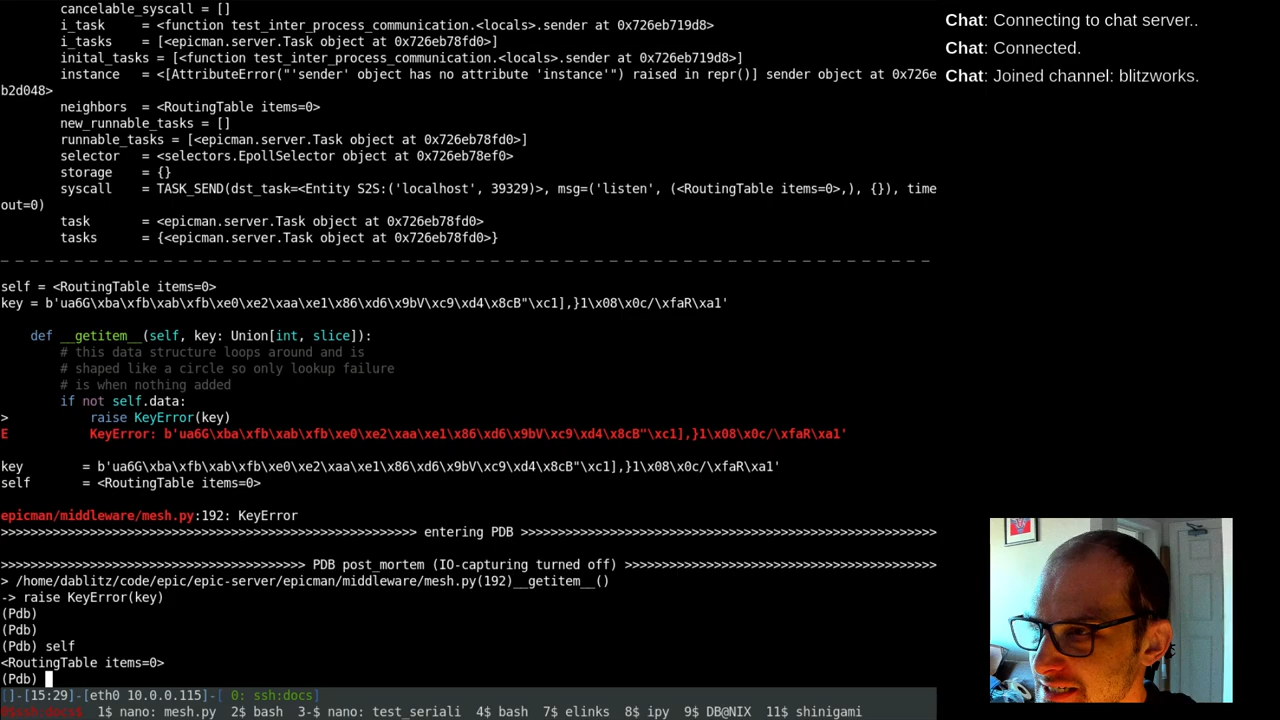 cancelable_syscall = []
i_task      = <function test_inter_process_communication.<locals>.sender at 0x726eb719d8>
i_tasks     = [<epicman.server.Task object at 0x726eb78fd0>]
inital_tasks = [<function test_inter_process_communication.<locals>.sender at 0x726eb719d8>]
instance    = <[AttributeError("'sender' object has no attribute 'instance'") raised in repr()] sender object at 0x726e
b2d048>
neighbors   = <RoutingTable items=0>
new_runnable_tasks = []
runnable_tasks = [<epicman.server.Task object at 0x726eb78fd0>]
selector    = <selectors.EpollSelector object at 0x726eb78ef0>
storage     = {}
syscall     = TASK_SEND(dst_task=<Entity S2S:('localhost', 39329)>, msg=('listen', (<RoutingTable items=0>,), {}), time
out=0)
task        = <epicman.server.Task object at 0x726eb78fd0>
tasks       = {<epicman.server.Task object at 0x726eb78fd0>}
_ _ _ _ _ _ _ _ _ _ _ _ _ _ _ _ _ _ _ _ _ _ _ _ _ _ _ _ _ _ _ _ _ _ _ _ _ _ _ _ _ _ _ _ _ _ _ _ _ _ _ _ _ _ _ _ _ _
self = <RoutingTable items=0>
key = b'ua6G\xba\xfb\xab\xfb\xe0\xe2\xaa\xe1\x86\xd6\x9bV\xc9\xd4\x8cB"\xc1],}1\x08\x0c/\xfaR\xa1'
def __getitem__(self, key: Union[int, slice]):
# this data structure loops around and is
# shaped like a circle so only lookup failure
# is when nothing added
if not self.data:
>           raise KeyError(key)
E           KeyError: b'ua6G\xba\xfb\xab\xfb\xe0\xe2\xaa\xe1\x86\xd6\x9bV\xc9\xd4\x8cB"\xc1],}1\x08\x0c/\xfaR\xa1'
key        = b'ua6G\xba\xfb\xab\xfb\xe0\xe2\xaa\xe1\x86\xd6\x9bV\xc9\xd4\x8cB"\xc1],}1\x08\x0c/\xfaR\xa1'
self       = <RoutingTable items=0>
epicman/middleware/mesh.py:192: KeyError
>>>>>>>>>>>>>>>>>>>>>>>>>>>>>>>>>>>>>>>>>>>>>>>>>>>> entering PDB >>>>>>>>>>>>>>>>>>>>>>>>>>>>>>>>>>>>>>>>>>>>>>>>>>>>
>>>>>>>>>>>>>>>>>>>>>>>>>>>>>>>>>>>>>> PDB post_mortem (IO-capturing turned off) >>>>>>>>>>>>>>>>>>>>>>>>>>>>>>>>>>>>>>>
> /home/dablitz/code/epic/epic-server/epicman/middleware/mesh.py(192)__getitem__()
-> raise KeyError(key)
(Pdb)
(Pdb)
(Pdb) self
<RoutingTable items=0>
(Pdb)
[]-[15:29]-[eth0 10.0.0.115]-[ 0: ssh:docs]
0$ssh:docs$  1$ nano: mesh.py  2$ bash  3-$ nano: test_seriali  4$ bash  7$ elinks  8$ ipy  9$ DB@NIX  11$ shinigami
Chat: Connecting to chat server..
Chat: Connected.
Chat: Joined channel: blitzworks.